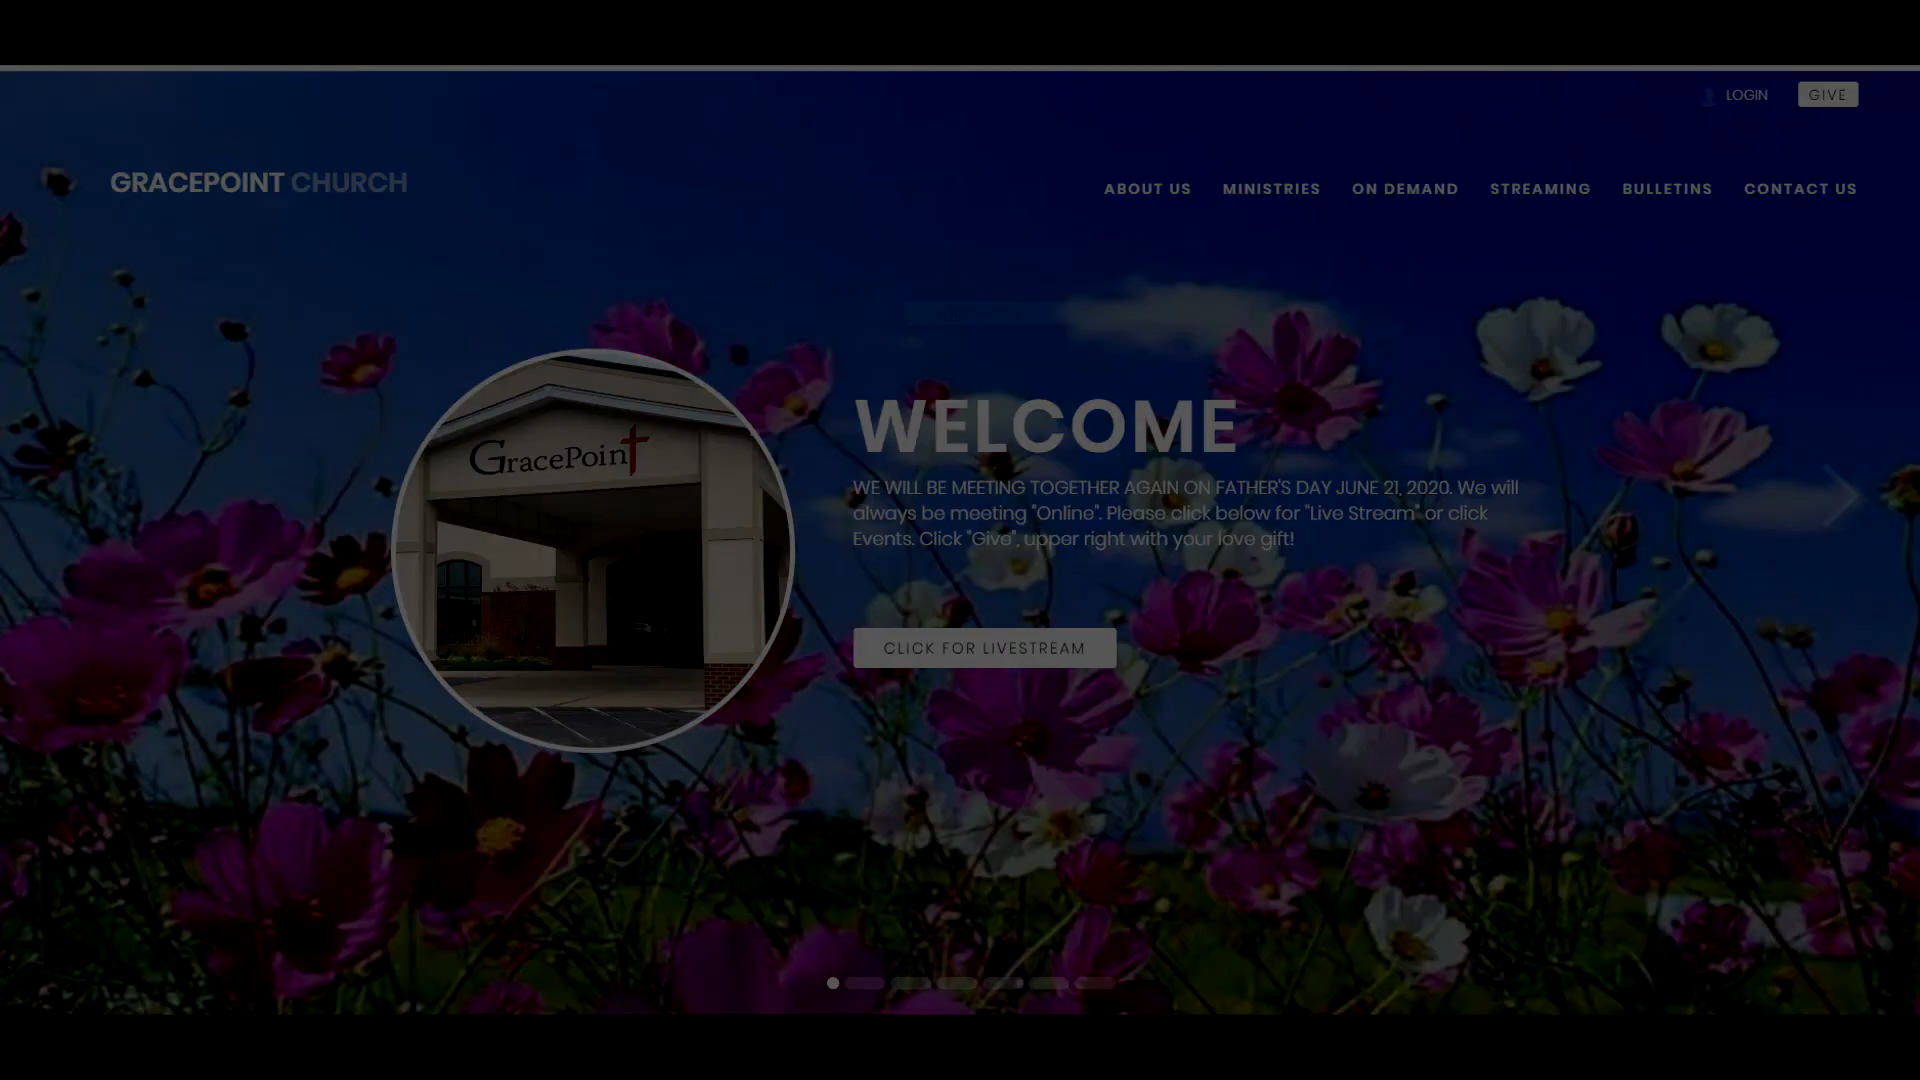 LOGIN
GIVE
GRACEPOINT CHURCH
ABOUT US MINISTRIES ON DEMAND STREAMING BULLETINS CONTACT US
GracePoint
WELCOME
WE WILL BE MEETING TOGETHER AGAIN ON FATHER'S DAY JUNE 21, 2020. We will
always be meeting "Online". Please click below for "Live Stream" or click
Events. Click "Give", upper right with your love gift!
CLICK FOR LIVESTREAM